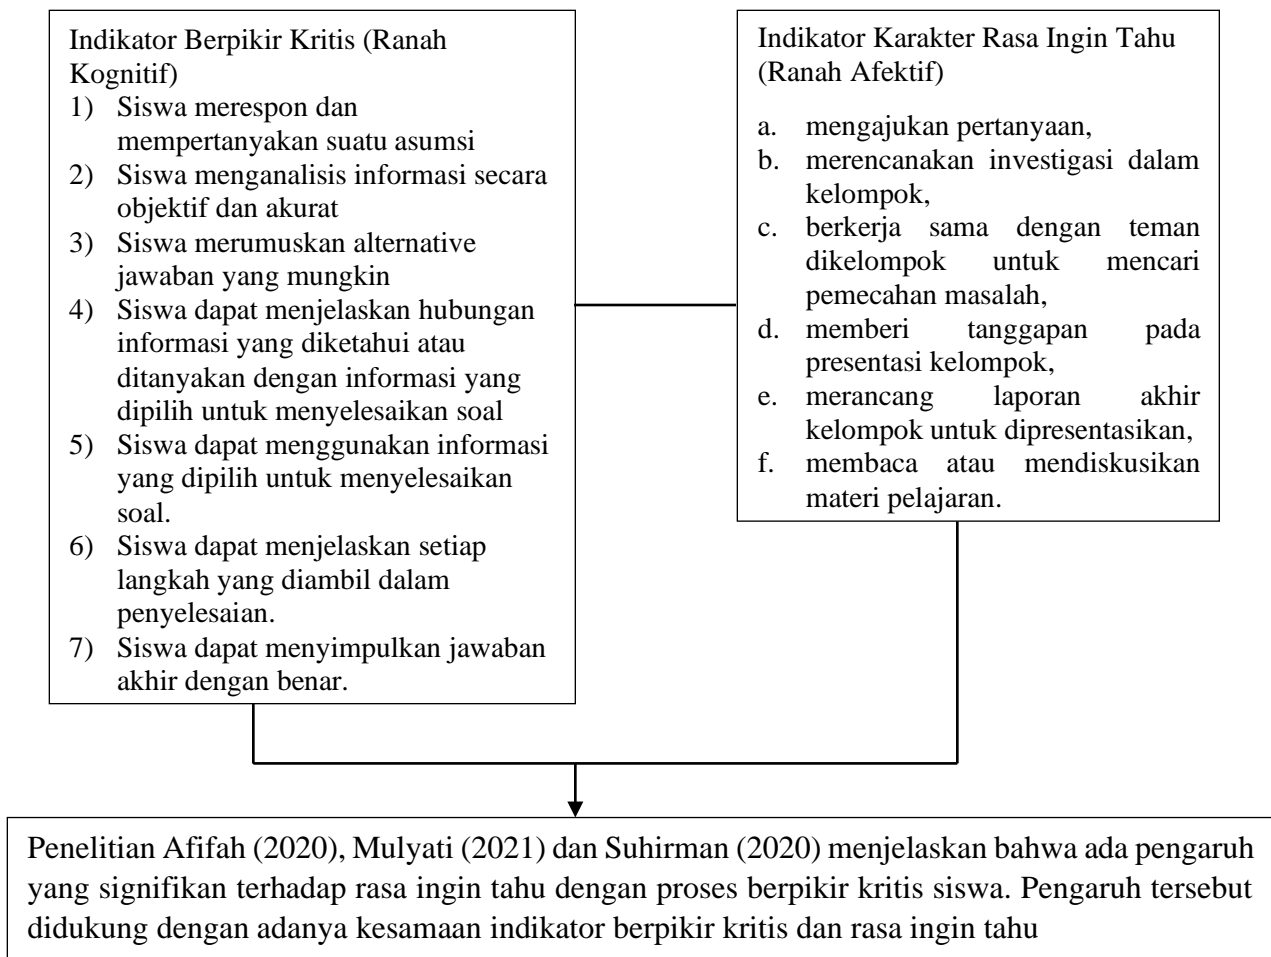 Indikator Berpikir Kritis (Ranah
Kognitif)
1) Siswa merespon dan
mempertanyakan suatu asumsi
2) Siswa menganalisis informasi secara
objektif dan akurat
3) Siswa merumuskan alternative
jawaban yang mungkin
4) Siswa dapat menjelaskan hubungan
informasi yang diketahui atau
ditanyakan dengan informasi yang
dipilih untuk menyelesaikan soal
5) Siswa dapat menggunakan informasi
yang dipilih untuk menyelesaikan
soal.
6) Siswa dapat menjelaskan setiap
langkah yang diambil dalam
penyelesaian.
7) Siswa dapat menyimpulkan jawaban
akhir dengan benar.
Indikator Karakter Rasa Ingin Tahu
(Ranah Afektif)
a. mengajukan pertanyaan,
b. merencanakan investigasi dalam
kelompok,
c. berkerja sama dengan teman
dikelompok untuk mencari
pemecahan masalah,
d. memberi tanggapan pada
presentasi kelompok,
e. merancang laporan akhir
kelompok untuk dipresentasikan,
f. membaca atau mendiskusikan
materi pelajaran.
Penelitian Afifah (2020), Mulyati (2021) dan Suhirman (2020) menjelaskan bahwa ada pengaruh
yang signifikan terhadap rasa ingin tahu dengan proses berpikir kritis siswa. Pengaruh tersebut
didukung dengan adanya kesamaan indikator berpikir kritis dan rasa ingin tahu